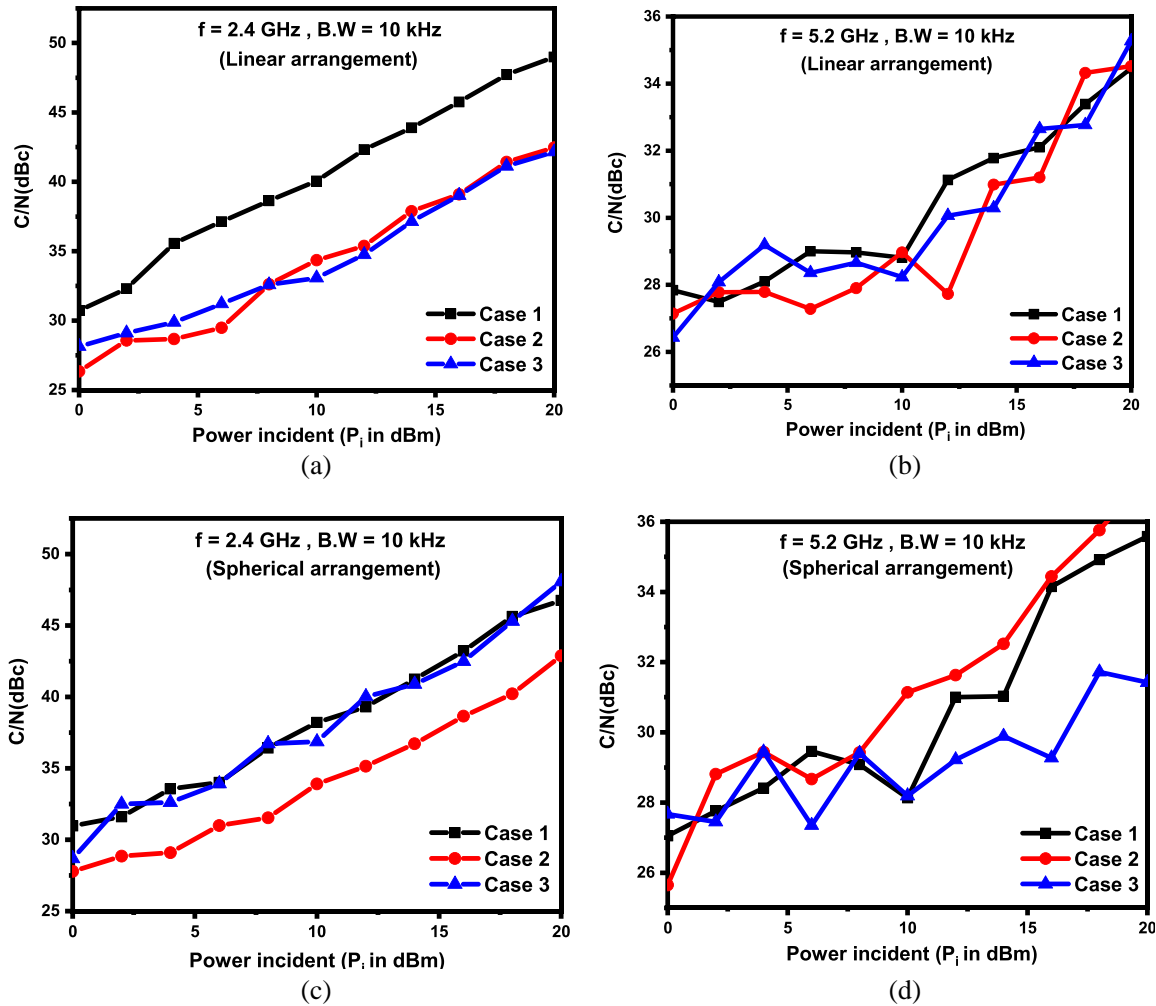 f = 2.4 GHz , B.W = 10 kHz
(Linear arrangement)
C/N(dBc)
50
45
40
35
30
25
0
5
10
15
20
Case 1
Case 2
Case 3
Power incident (Pi in dBm)
(a)
f = 5.2 GHz , B.W = 10 kHz
(Linear arrangement)
C/N(dBc)
36
34
32
30
28
26
0
5
10
15
20
Case 1
Case 2
Case 3
Power incident (Pi in dBm)
(b)
f = 2.4 GHz , B.W = 10 kHz
(Spherical arrangement)
C/N(dBc)
50
45
40
35
30
25
0
5
10
15
20
Case 1
Case 2
Case 3
Power incident (Pi in dBm)
(c)
f = 5.2 GHz , B.W = 10 kHz
(Spherical arrangement)
C/N(dBc)
36
34
32
30
28
26
0
5
10
15
20
Case 1
Case 2
Case 3
Power incident (Pi in dBm)
(d)